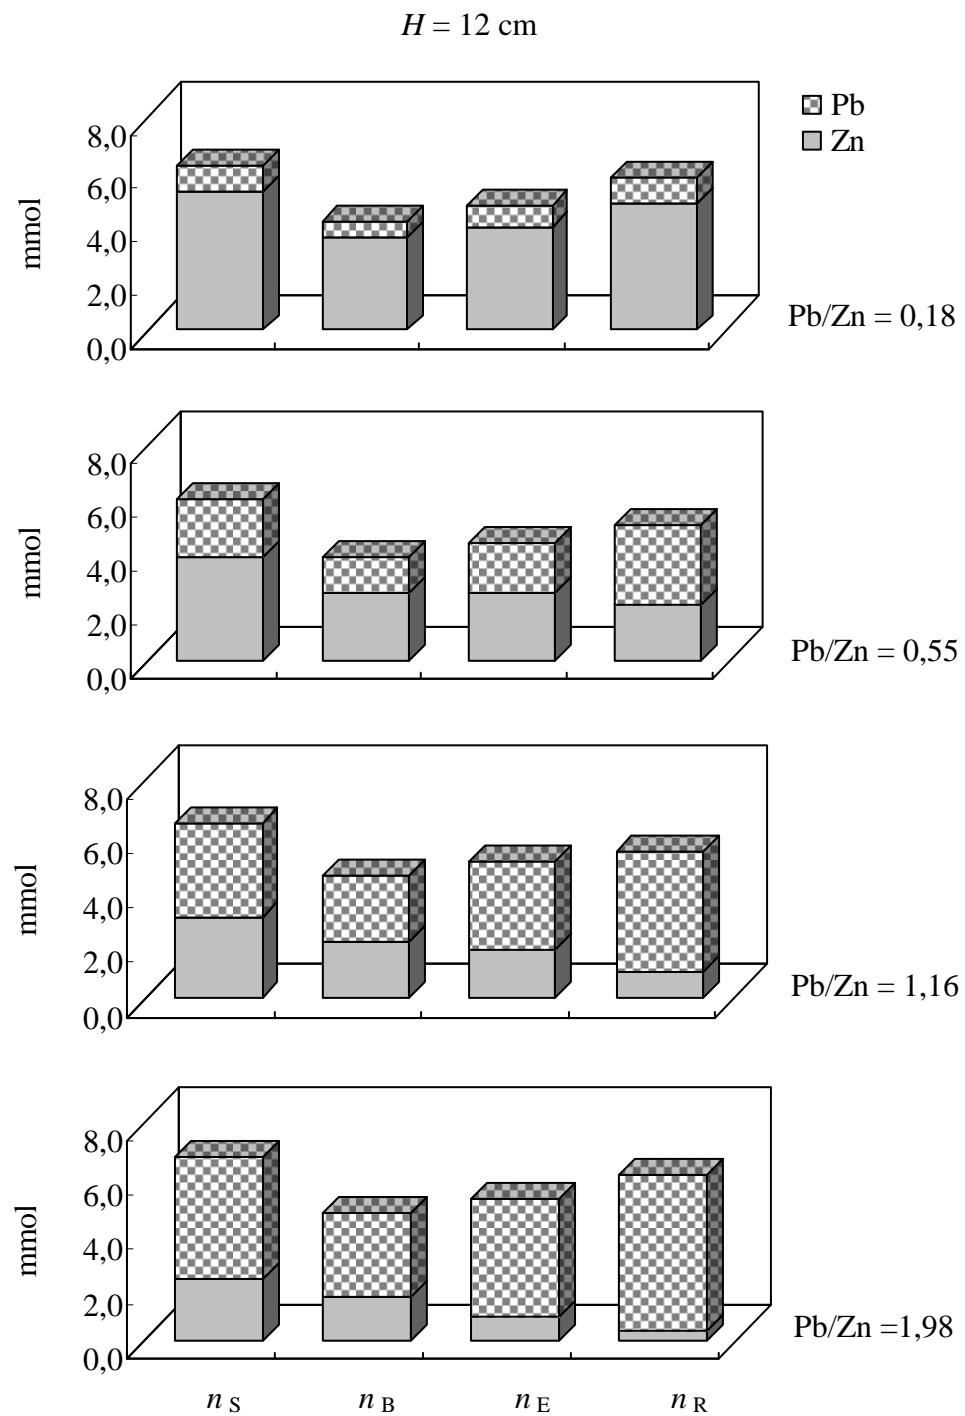 H = 12 cm
Pb
Zn
mmol
8,0
6,0
4,0
2,0
0,0
Pb/Zn = 0,18
mmol
8,0
6,0
4,0
2,0
0,0
Pb/Zn = 0,55
mmol
8,0
6,0
4,0
2,0
0,0
Pb/Zn = 1,16
mmol
8,0
6,0
4,0
2,0
0,0
Pb/Zn =1,98
n S n B n E n R